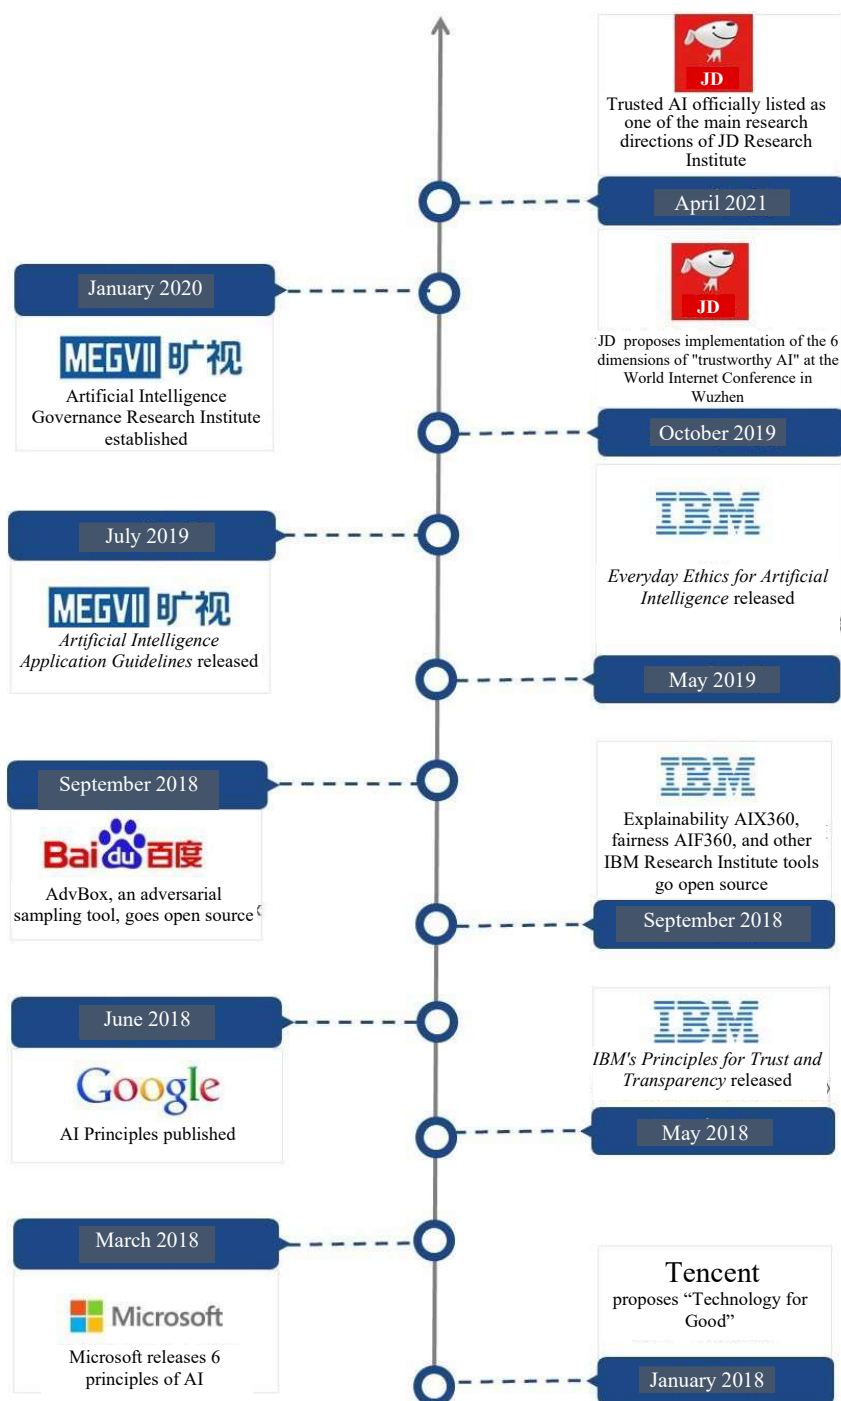 JD
Trusted AI officially listed as
one of the main research
directions of JD Research
Institute
April 2021
January 2020
MEGVII 旷视
Artificial Intelligence
Governance Research Institute
established
JD
JD proposes implementation of the 6
dimensions of "trustworthy AI" at the
World Internet Conference in
Wuzhen
October 2019
July 2019
MEGVII 旷视
Artificial Intelligence
Application Guidelines released
IBM
Everyday Ethics for Artificial
Intelligence released
May 2019
September 2018
Bai du 百度
AdvBox, an adversarial
sampling tool, goes open source
IBM
Explainability AIX360,
fairness AIF360, and other
IBM Research Institute tools
go open source
September 2018
June 2018
Google
AI Principles published
IBM
IBM's Principles for Trust and
Transparency released
May 2018
March 2018
Microsoft
Microsoft releases 6
principles of AI
Tencent
proposes “Technology for
Good”
January 2018